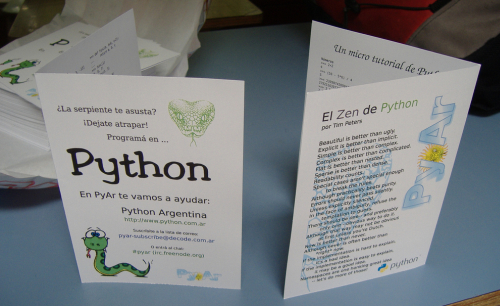 ¿La serpiente te asusta?
¡Dejate atrapar!
Programá en ...
Python
En PyAr te vamos a ayudar:
Python Argentina
http://www.python.com.ar
Suscribite a la lista de correo:
pyar-subscribe@decode.com.ar
O entrá al chat:
#pyar (irc.freenode.org)
Un micro tutorial de Pyth
El Zen de Python
por Tim Peters
Beautiful is better than ugly.
Explicit is better than implicit.
Simple is better than complex.
Complex is better than complicated.
Flat is better than nested.
Sparse is better than dense.
Readability counts.
Special cases aren't special enough
to break the rules.
Although practicality beats purity.
Errors should never pass silently.
Unless explicitly silenced.
In the face of ambiguity, refuse the
temptation to guess.
There should be one-- and preferably
only one --obvious way to do it.
Although that way may not be obvious
at first unless you're Dutch.
Now is better than never.
Although never is often better than
*right* now.
If the implementation is hard to explain,
it's a bad idea.
If the implementation is easy to explain,
it may be a good idea.
Namespaces are one honking great idea
-- let's do more of those!
PyAr
python